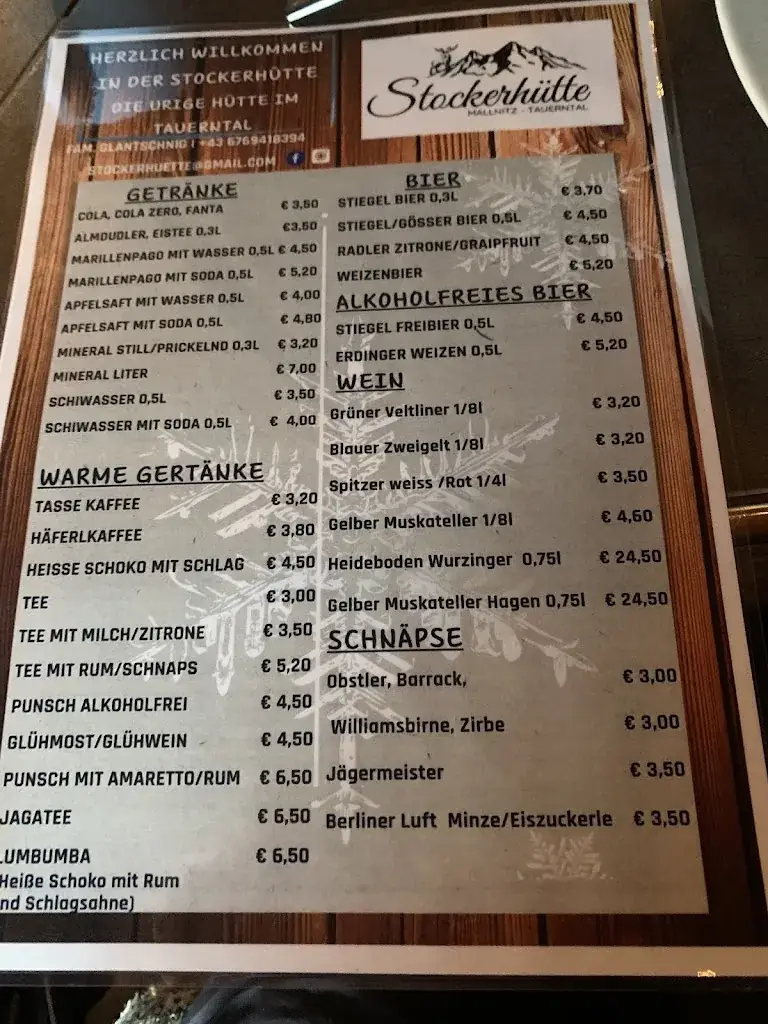 HERZLICH WILLKOMMEN
IN DER STOCKERHÜTTE
DIE URIGE HÜTTE IM
TAUERNTAL
FAM. GLANTSCHNIG | +43 6769418394
STOCKERHUETTE@GMAIL.COM
Stockerhütte
MALLNITZ - TAUERNTAL
GETRÄNKE
COLA, COLA ZERO, FANTA € 3,50
ALMDUDLER, EISTEE 0,3L €3,50
MARILLENPAGO MIT WASSER 0,5L € 4,50
MARILLENPAGO MIT SODA 0,5L € 5,20
APFELSAFT MIT WASSER 0,5L € 4,00
APFELSAFT MIT SODA 0,5L € 4,80
MINERAL STILL/PRICKELND 0,3L € 3,20
MINERAL LITER € 7,00
SCHIWASSER 0,5L € 3,50
SCHIWASSER MIT SODA 0,5L € 4,00
WARME GERTÄNKE
TASSE KAFFEE € 3,20
HÄFERLKAFFEE € 3,80
HEISSE SCHOKO MIT SCHLAG € 4,50
TEE € 3,00
TEE MIT MILCH/ZITRONE € 3,50
TEE MIT RUM/SCHNAPS € 5,20
PUNSCH ALKOHOLFREI € 4,50
GLÜHMOST/GLÜHWEIN € 4,50
PUNSCH MIT AMARETTO/RUM € 6,50
JAGATEE € 6,50
LUMBUMBA € 6,50
Heiße Schoko mit Rum
nd Schlagsahne)
BIER
STIEGEL BIER 0,3L € 3,70
STIEGEL/GÖSSER BIER 0,5L € 4,50
RADLER ZITRONE/GRAIPFRUIT € 4,50
WEIZENBIER € 5,20
ALKOHOLFREIES BIER
STIEGEL FREIBIER 0,5L € 4,50
ERDINGER WEIZEN 0,5L € 5,20
WEIN
Grüner Veltliner 1/8l € 3,20
Blauer Zweigelt 1/8l € 3,20
Spitzer weiss /Rot 1/4l € 3,50
Gelber Muskateller 1/8l € 4,60
Heideboden Wurzinger 0,75l € 24,50
Gelber Muskateller Hagen 0,75l € 24,50
SCHNÄPSE
Obstler, Barrack, € 3,00
Williamsbirne, Zirbe € 3,00
Jägermeister € 3,50
Berliner Luft Minze/Eiszuckerle € 3,50